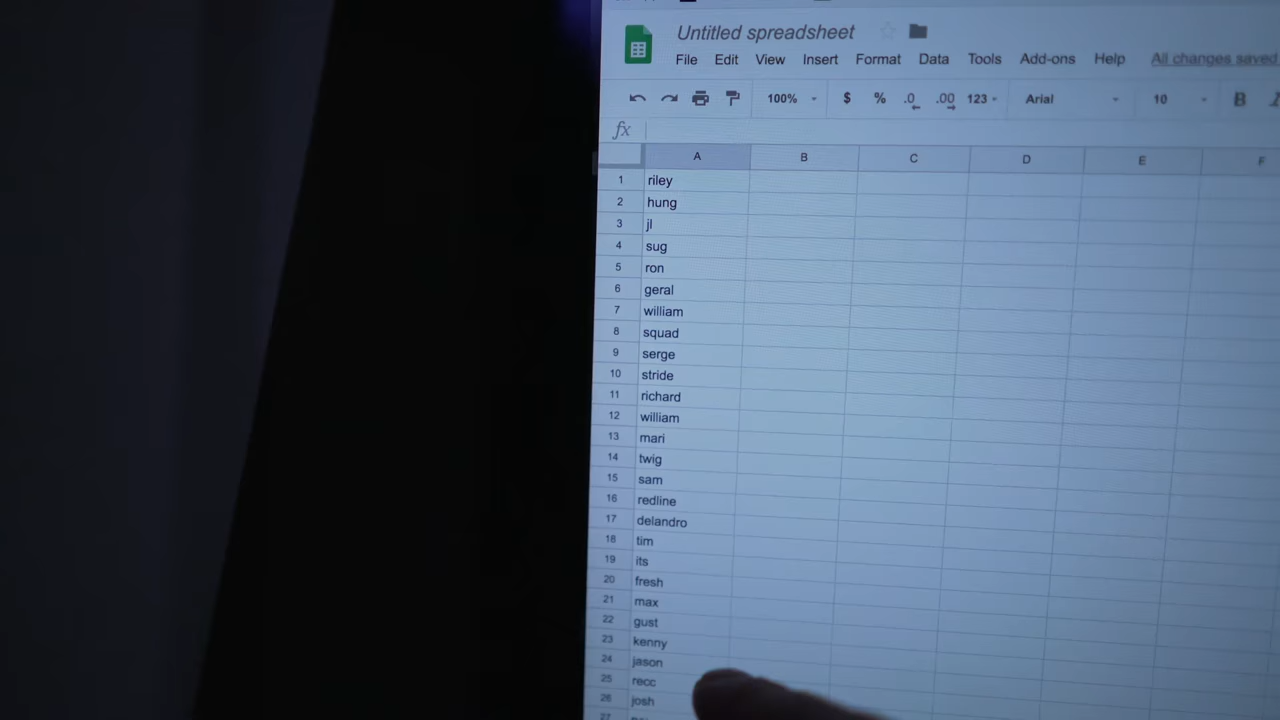 Untitled spreadsheet
File Edit View Insert Format Data Tools Add-ons Help All changes saved
100% $ % .0 .00 123 Arial 10 B
fx
A B C D E F
1 riley
2 hung
3 jl
4 sug
5 ron
6 geral
7 william
8 squad
9 serge
10 stride
11 richard
12 william
13 mari
14 twig
15 sam
16 redline
17 delandro
18 tim
19 its
20 fresh
21 max
22 gust
23 kenny
24 jason
25 recc
26 josh
27